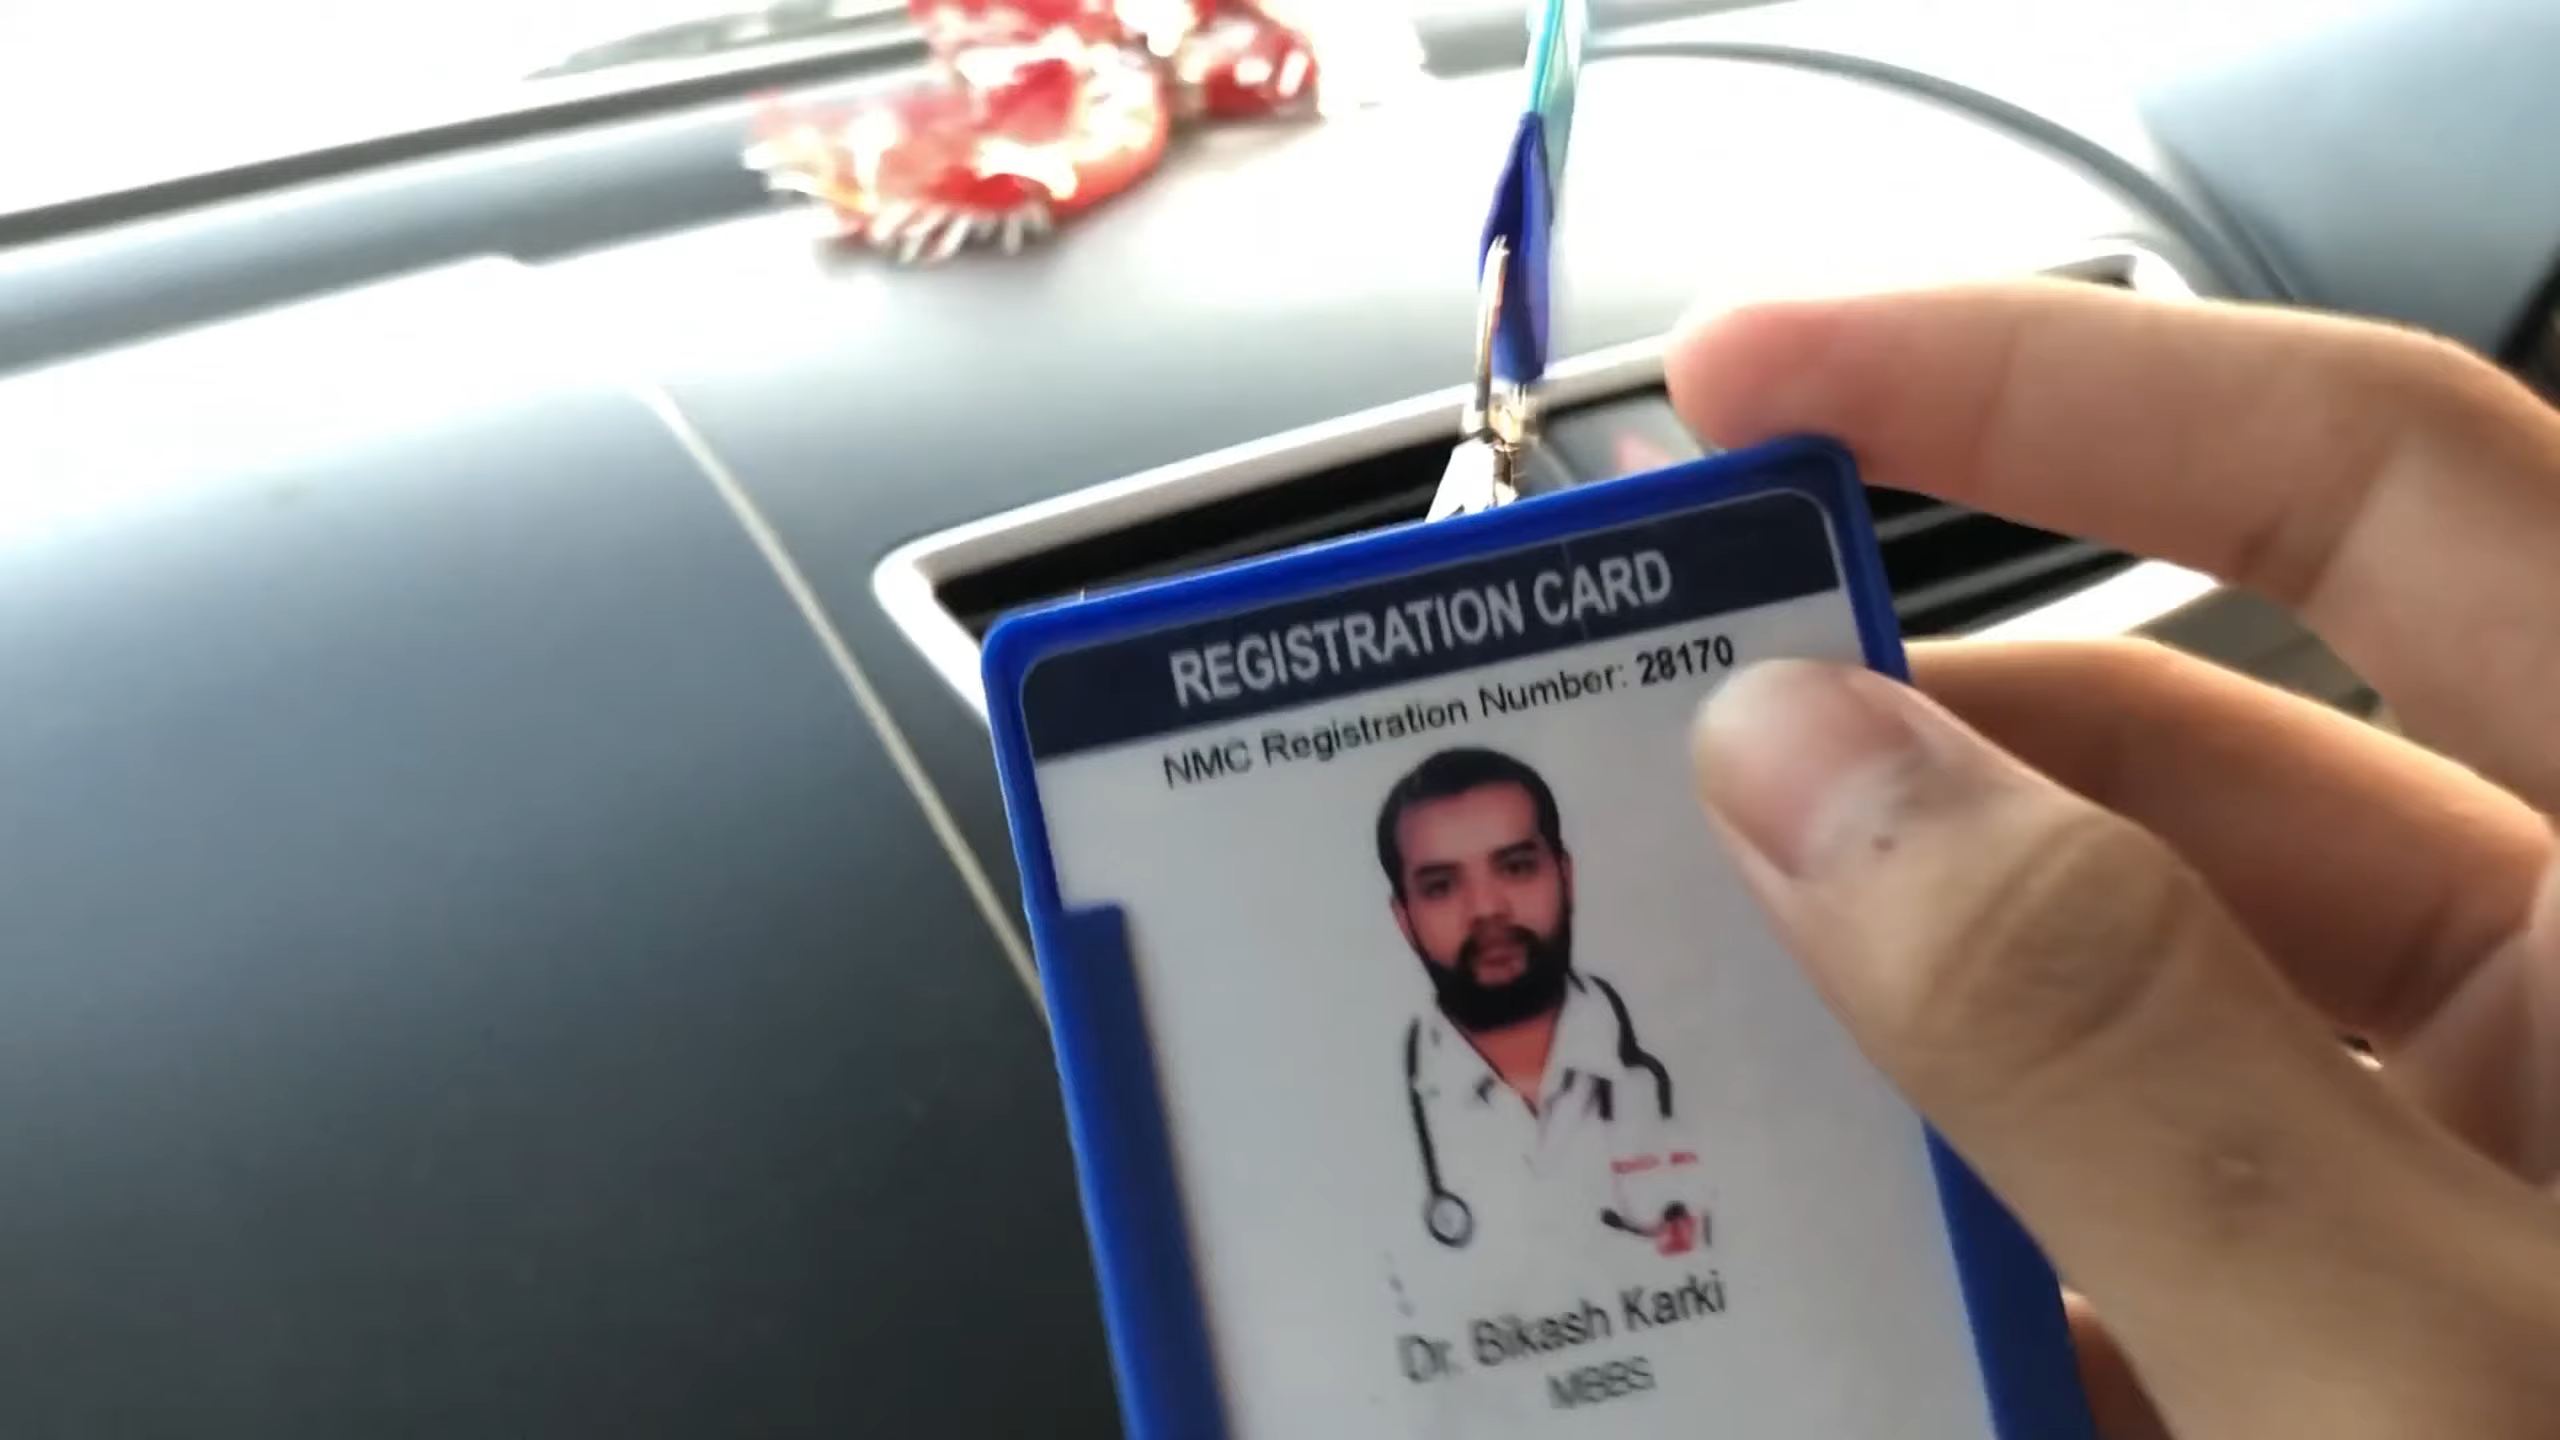 REGISTRATION CARD
NMC Registration Number: 28170
Dr. Bikash Karki
MBBS